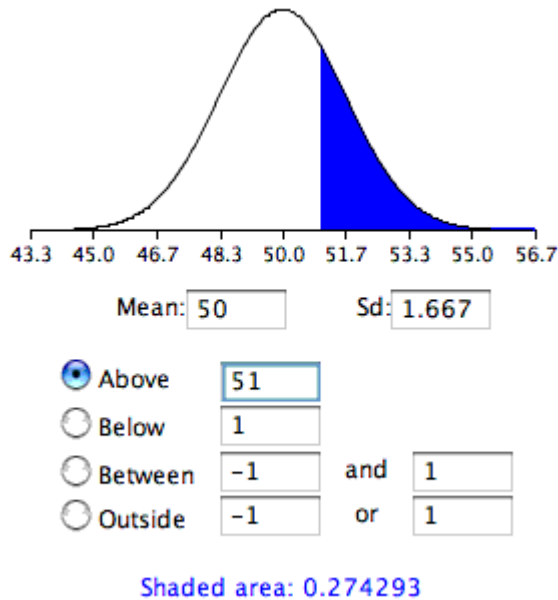 43.3 45.0 46.7 48.3 50.0 51.7 53.3 55.0 56.7
Mean: 50 Sd: 1.667
Above 51
Below 1
Between -1 and 1
Outside -1 or 1
Shaded area: 0.274293